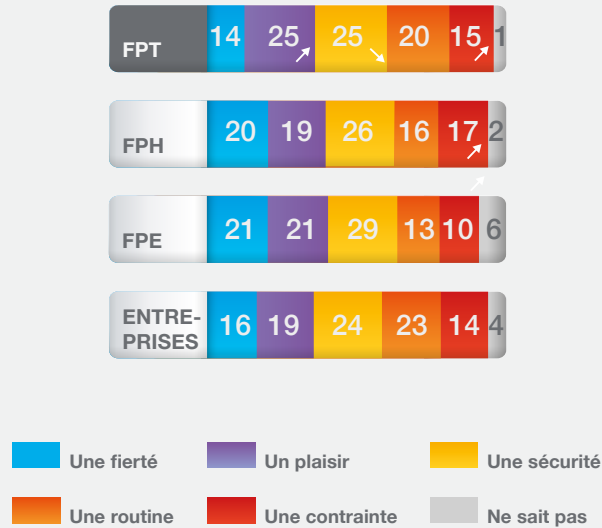 FPT 14 25 25 20 15 1
FPH 20 19 26 16 17 2
FPE 21 21 29 13 10 6
ENTRE-
PRISES 16 19 24 23 14 4
Une fierté Un plaisir Une sécurité
Une routine Une contrainte Ne sait pas